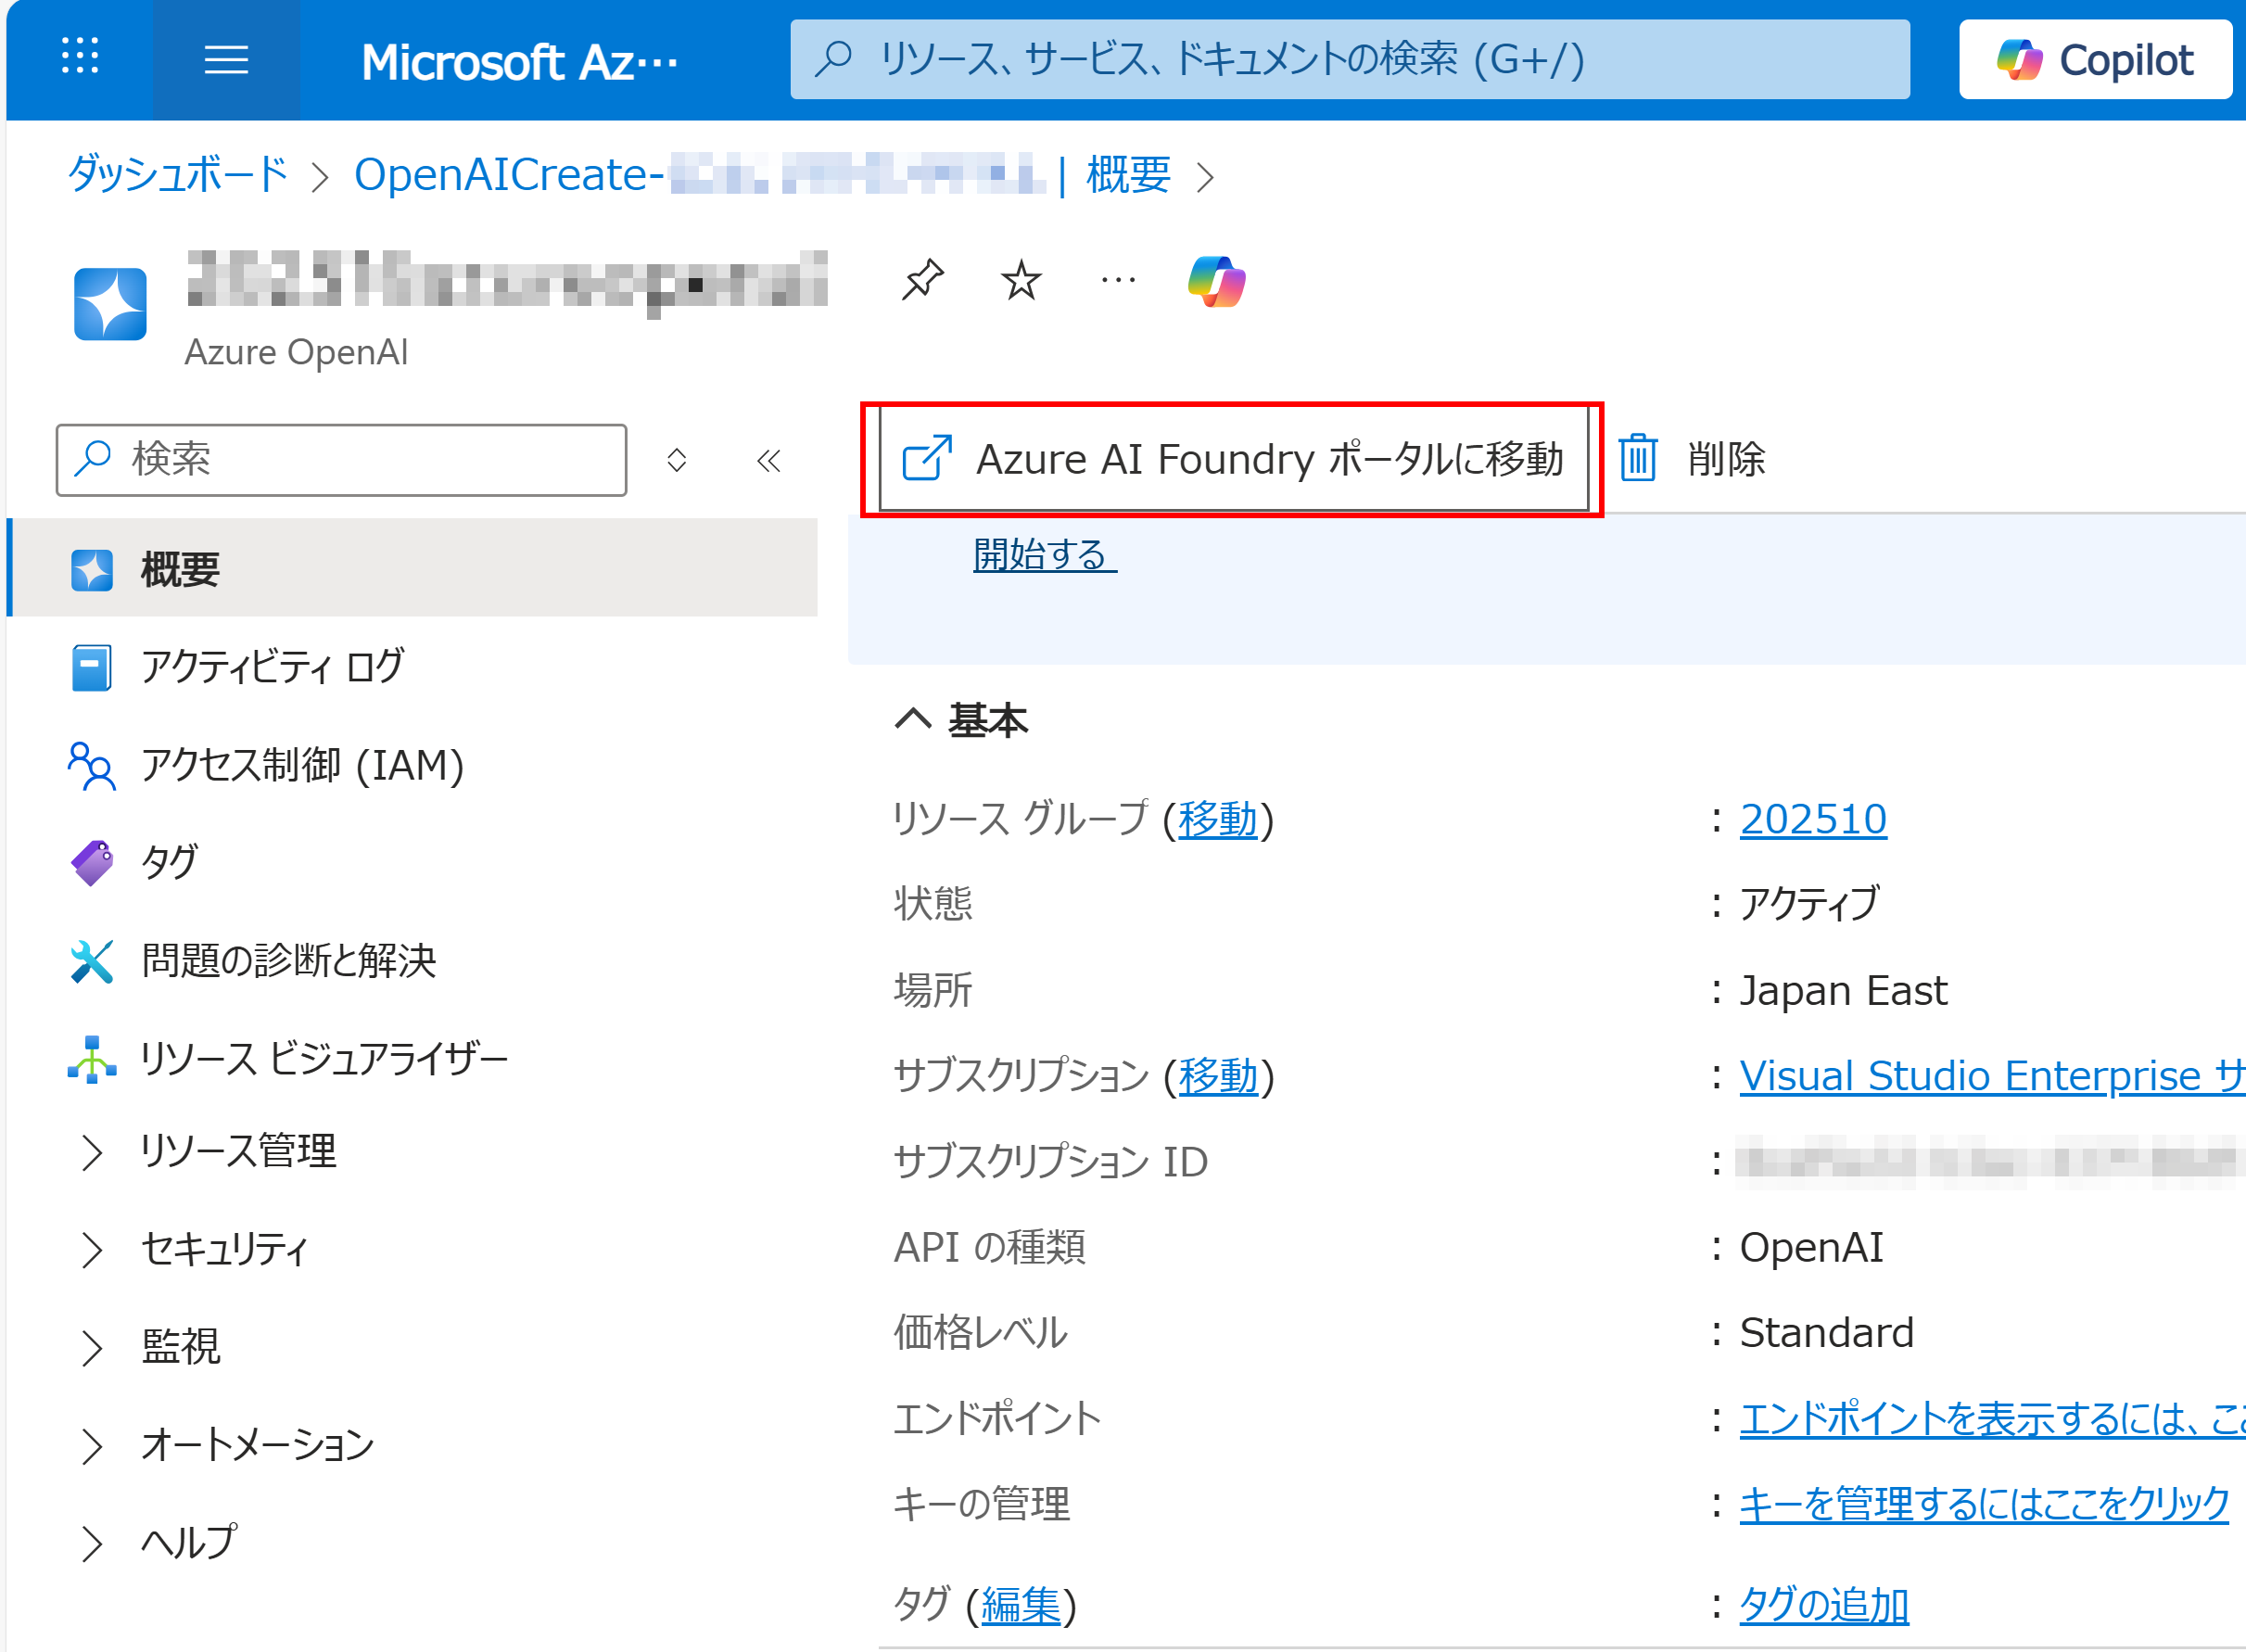 Microsoft Az…
リソース、サービス、ドキュメントの検索 (G+/)
Copilot
ダッシュボード > OpenAICreate- | 概要 >
Azure OpenAI
検索
Azure AI Foundry ポータルに移動
削除
開始する
概要
アクティビティ ログ
アクセス制御 (IAM)
タグ
問題の診断と解決
リソース ビジュアライザー
リソース管理
セキュリティ
監視
オートメーション
ヘルプ
基本
リソース グループ (移動) : 202510
状態 : アクティブ
場所 : Japan East
サブスクリプション (移動) : Visual Studio Enterprise サ
サブスクリプション ID :
API の種類 : OpenAI
価格レベル : Standard
エンドポイント : エンドポイントを表示するには、ここ
キーの管理 : キーを管理するにはここをクリック
タグ (編集) : タグの追加